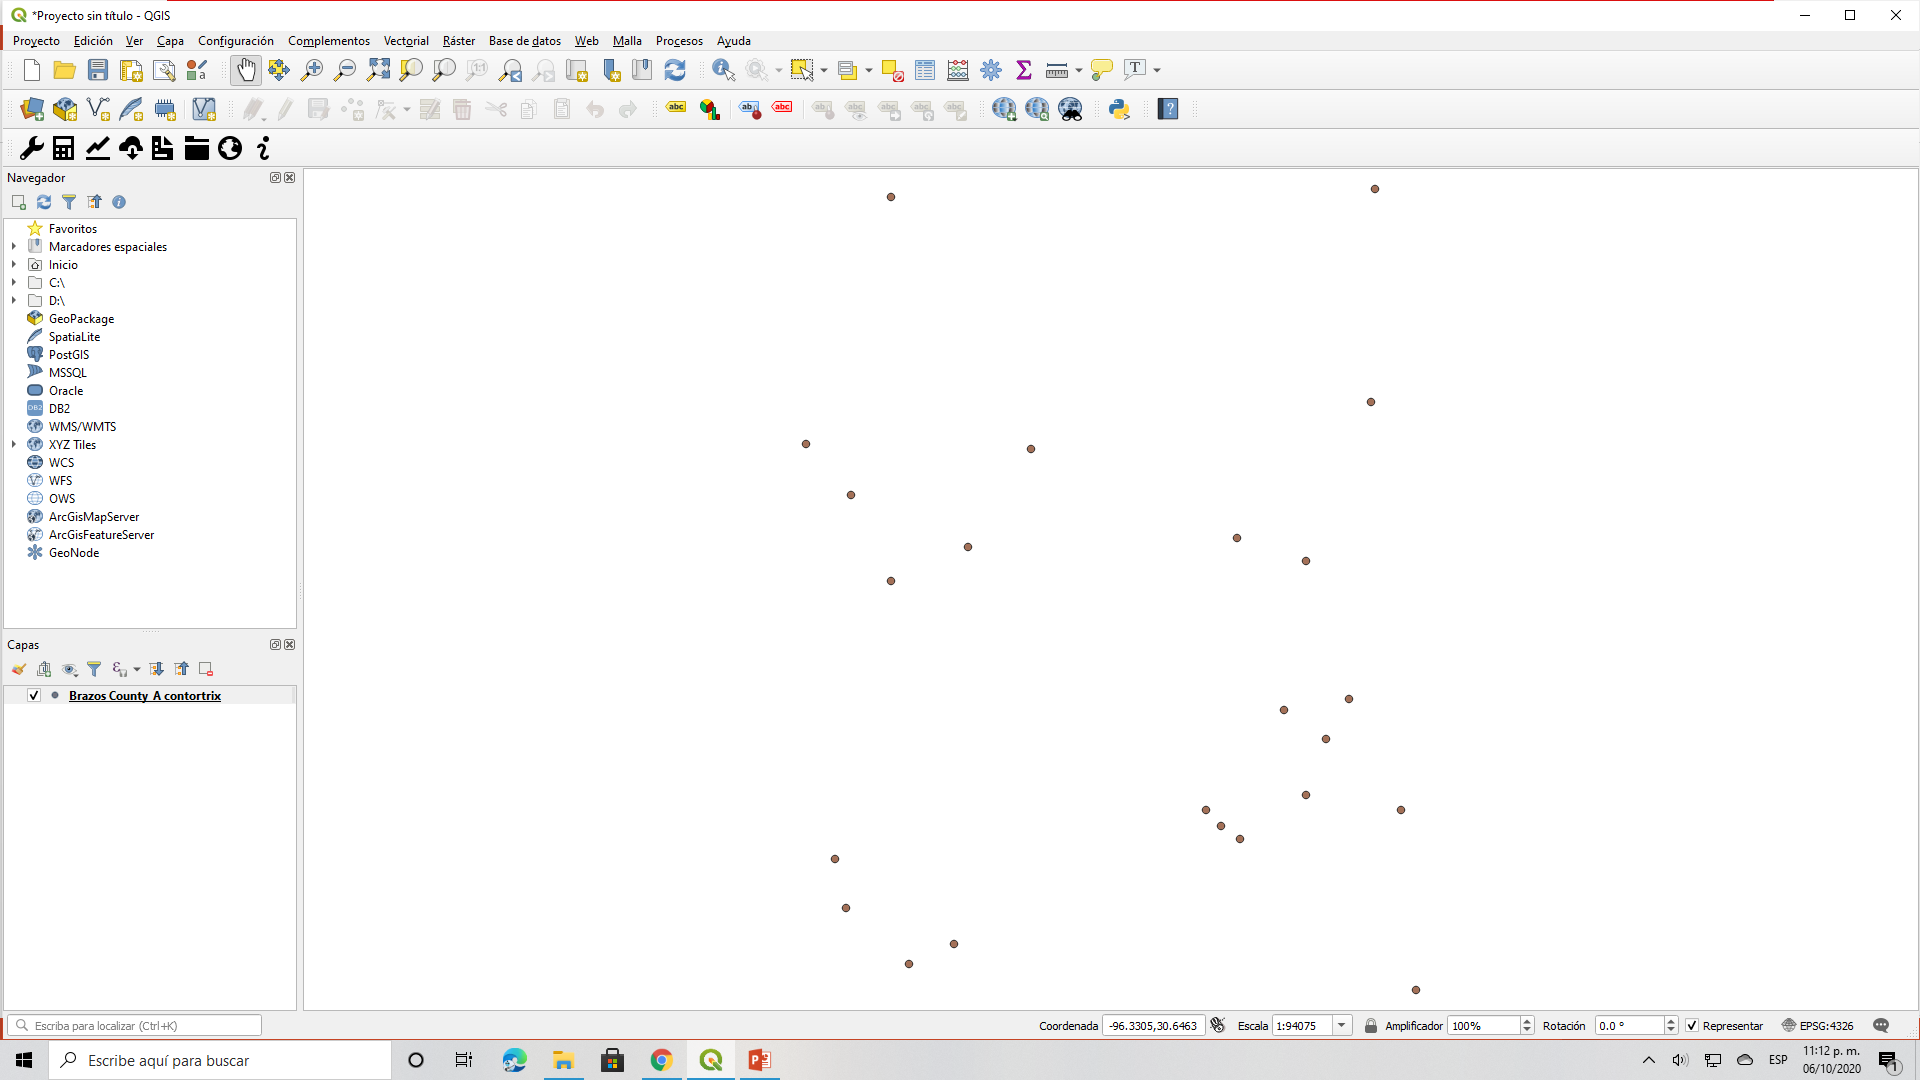 *Proyecto sin título - QGIS
Proyecto Edición Ver Capa Configuración Complementos Vectorial Ráster Base de datos Web Malla Procesos Ayuda
Navegador
Favoritos
Marcadores espaciales
Inicio
C:\
D:\
GeoPackage
SpatiaLite
PostGIS
MSSQL
Oracle
DB2
WMS/WMTS
XYZ Tiles
WCS
WFS
OWS
ArcGisMapServer
ArcGisFeatureServer
GeoNode
Capas
Brazos County_A contortrix
Escriba para localizar (Ctrl+K)
Coordenada -96.3305,30.6463 Escala 1:94075 Amplificador 100% Rotación 0.0 ° Representar EPSG:4326
Escribe aquí para buscar
ESP
11:12 p. m.
06/10/2020
1